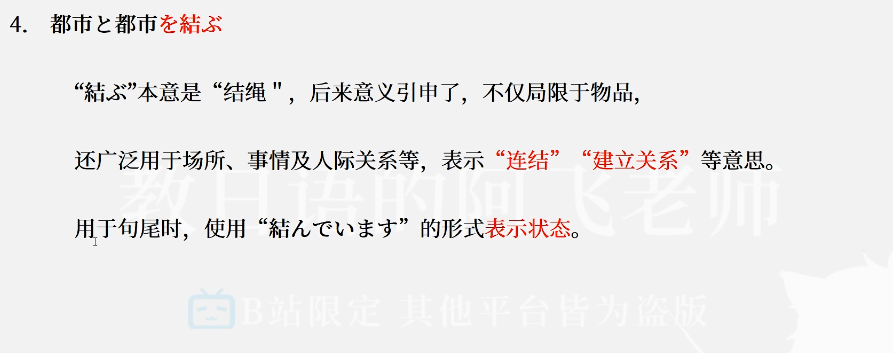 4. 都市と都市を結ぶ
“結ぶ”本意是“结绳＂，后来意义引申了，不仅局限于物品，
还广泛用于场所、事情及人际关系等，表示“连结”“建立关系”等意思。
教日语的阿飞老师
用于句尾时，使用“結んでいます”的形式表示状态。
B站限定 其他平台皆为盗版